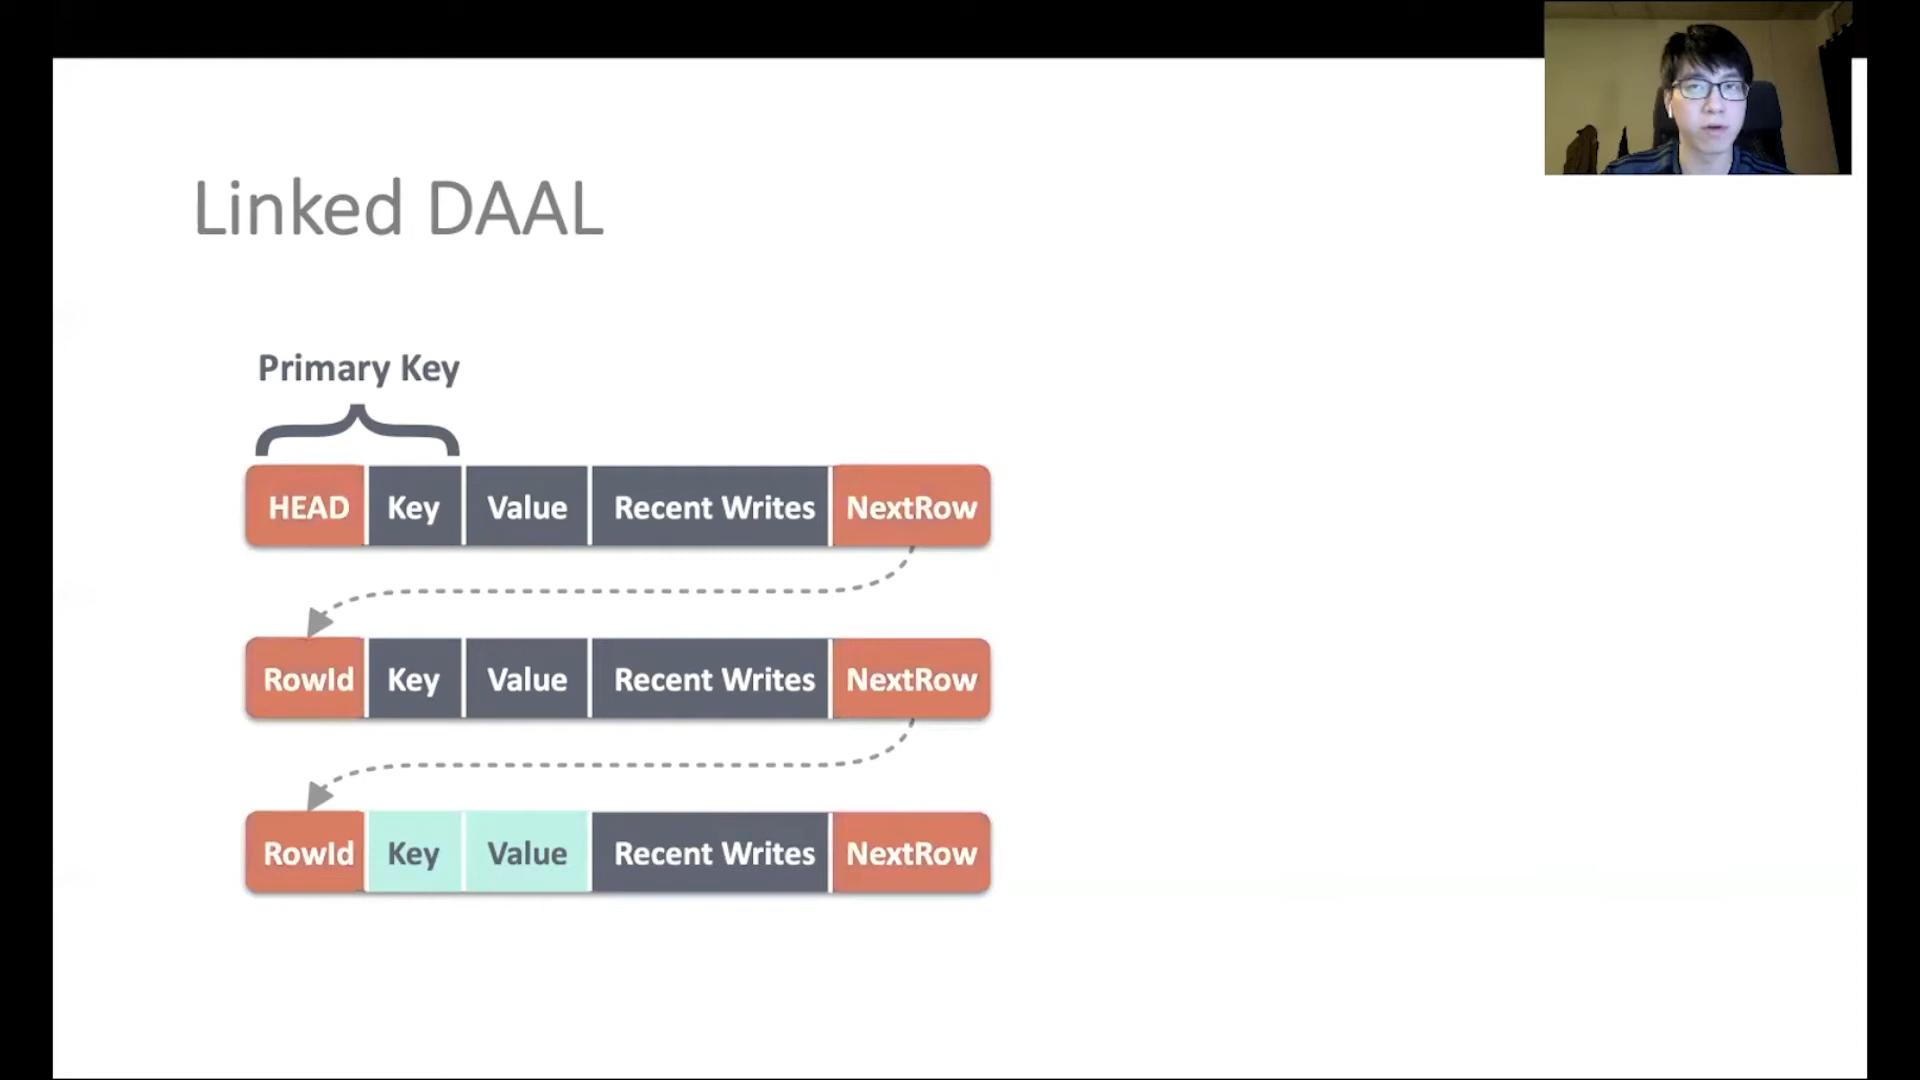 Linked DAAL
Primary Key
HEAD Key Value Recent Writes NextRow
RowId Key Value Recent Writes NextRow
RowId Key Value Recent Writes NextRow